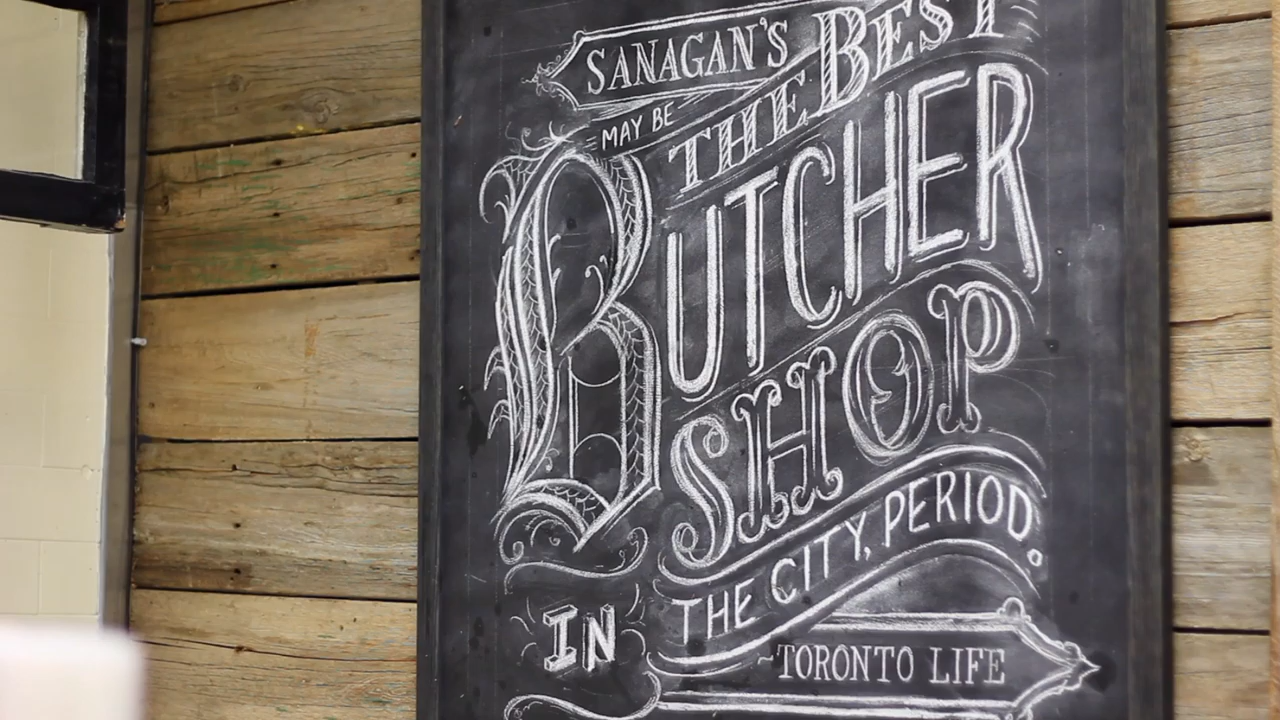 SANAGAN'S
MAY BE
THE BEST
BUTCHER
SHOP
IN THE CITY, PERIOD.
~TORONTO LIFE